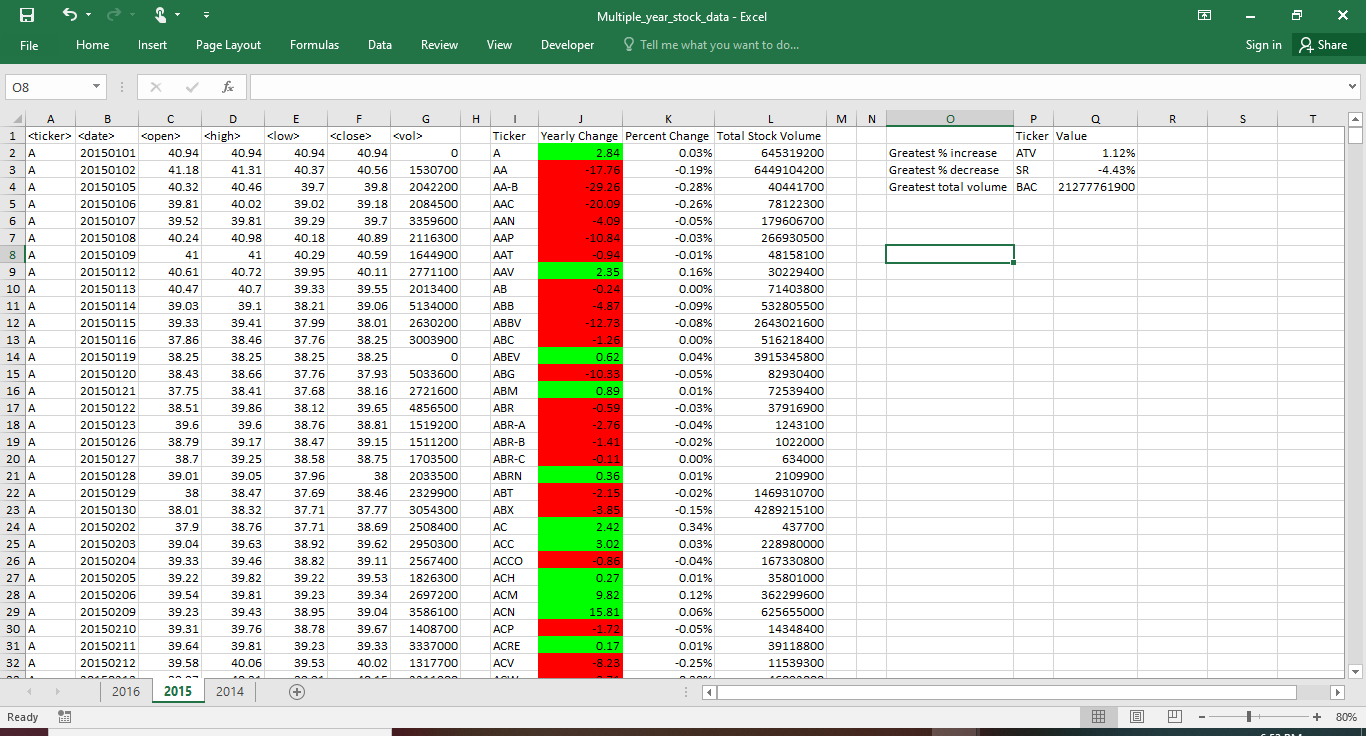 Multiple_year_stock_data - Excel
File Home Insert Page Layout Formulas Data Review View Developer Tell me what you want to do... Sign in Share
O8 fx
A B C D E F G H I J K L M N O P Q R S T
1 <ticker> <date> <open> <high> <low> <close> <vol> Ticker Yearly Change Percent Change Total Stock Volume Ticker Value
2 A 20150101 40.94 40.94 40.94 40.94 0 A 2.84 0.03% 645319200 Greatest % increase ATV 1.12%
3 A 20150102 41.18 41.31 40.37 40.56 1530700 AA -17.76 -0.19% 6449104200 Greatest % decrease SR -4.43%
4 A 20150105 40.32 40.46 39.7 39.8 2042200 AA-B -29.26 -0.28% 40441700 Greatest total volume BAC 21277761900
5 A 20150106 39.81 40.02 39.02 39.18 2084500 AAC -20.09 -0.26% 78122300
6 A 20150107 39.52 39.81 39.29 39.7 3359600 AAN -4.09 -0.05% 179606700
7 A 20150108 40.24 40.98 40.18 40.89 2116300 AAP -10.84 -0.03% 266930500
8 A 20150109 41 41 40.29 40.59 1644900 AAT -0.94 -0.01% 48158100
9 A 20150112 40.61 40.72 39.95 40.11 2771100 AAV 2.35 0.16% 30229400
10 A 20150113 40.47 40.7 39.33 39.55 2013400 AB -0.24 0.00% 71403800
11 A 20150114 39.03 39.1 38.21 39.06 5134000 ABB -4.87 -0.09% 532805500
12 A 20150115 39.33 39.41 37.99 38.01 2630200 ABBV -12.73 -0.08% 2643021600
13 A 20150116 37.86 38.46 37.76 38.25 3003900 ABC -1.26 0.00% 516218400
14 A 20150119 38.25 38.25 38.25 38.25 0 ABEV 0.62 0.04% 3915345800
15 A 20150120 38.43 38.66 37.76 37.93 5033600 ABG -10.33 -0.05% 82930400
16 A 20150121 37.75 38.41 37.68 38.16 2721600 ABM 0.89 0.01% 72539400
17 A 20150122 38.51 39.86 38.12 39.65 4856500 ABR -0.59 -0.03% 37916900
18 A 20150123 39.6 39.6 38.76 38.81 1519200 ABR-A -2.76 -0.04% 1243100
19 A 20150126 38.79 39.17 38.47 39.15 1511200 ABR-B -1.41 -0.02% 1022000
20 A 20150127 38.7 39.25 38.58 38.75 1703500 ABR-C -0.11 0.00% 634000
21 A 20150128 39.01 39.05 37.96 38 2033500 ABRN 0.36 0.01% 2109900
22 A 20150129 38 38.47 37.69 38.46 2329900 ABT -2.15 -0.02% 1469310700
23 A 20150130 38.01 38.32 37.71 37.77 3054300 ABX -3.85 -0.15% 4289215100
24 A 20150202 37.9 38.76 37.71 38.69 2508400 AC 2.42 0.34% 437700
25 A 20150203 39.04 39.63 38.92 39.62 2950300 ACC 3.02 0.03% 228980000
26 A 20150204 39.33 39.46 38.82 39.11 2567400 ACCO -0.86 -0.04% 167330800
27 A 20150205 39.22 39.82 39.22 39.53 1826300 ACH 0.27 0.01% 35801000
28 A 20150206 39.54 39.81 39.23 39.34 2697200 ACM 9.82 0.12% 362299600
29 A 20150209 39.23 39.43 38.95 39.04 3586100 ACN 15.81 0.06% 625655000
30 A 20150210 39.31 39.76 38.78 39.67 1408700 ACP -1.72 -0.05% 14348400
31 A 20150211 39.64 39.81 39.23 39.33 3337000 ACRE 0.17 0.01% 39118800
32 A 20150212 39.58 40.06 39.53 40.02 1317700 ACV -8.23 -0.25% 11539300
2016 2015 2014
Ready 80%